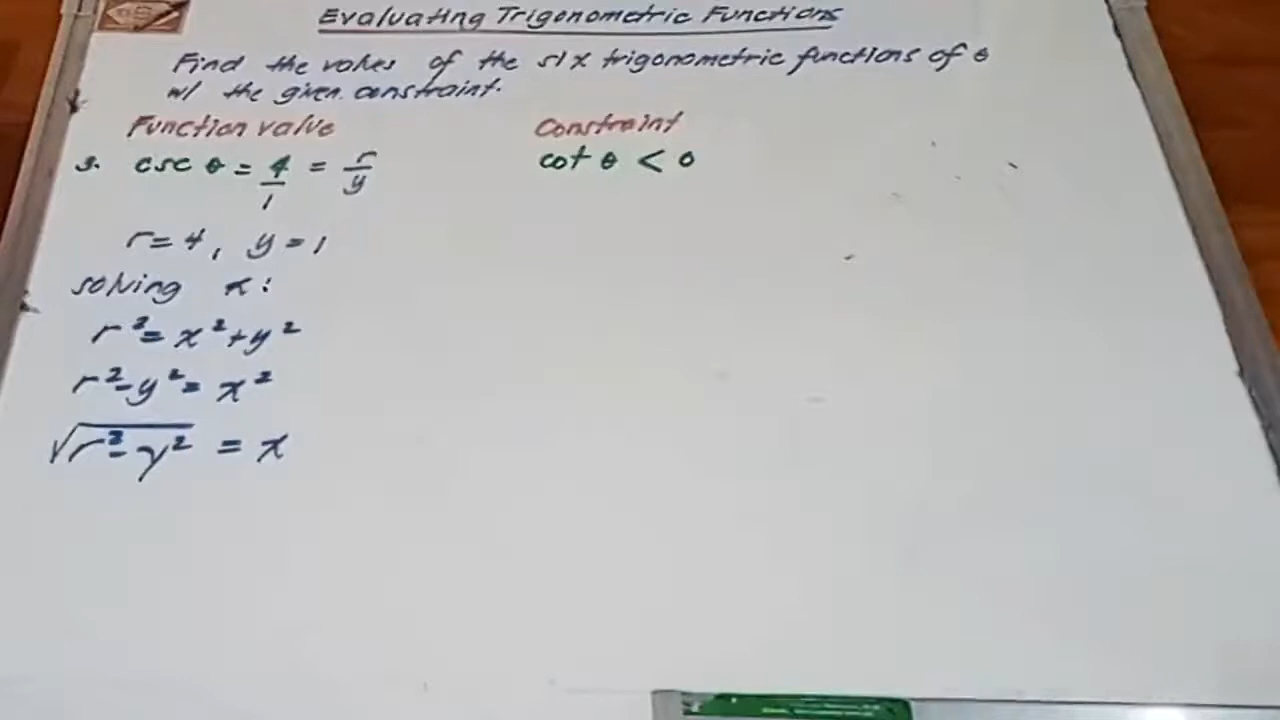 Evaluating Trigonometric Functions
Find the values of the six trigonometric functions of θ
w/ the given constraint.
Function value Constraint
3. csc θ = 4/1 = r/y cot θ < 0
r = 4, y = 1
solving x:
r² = x² + y²
r² - y² = x²
√(r² - y²) = x